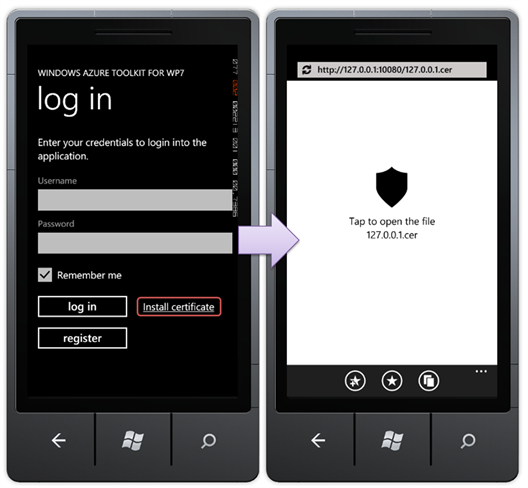 WINDOWS AZURE TOOLKIT FOR WP7
log in
Enter your credentials to login into the
application.
Username
Password
Remember me
log in
Install certificate
register
http://127.0.0.1:10080/127.0.0.1.cer
Tap to open the file
127.0.0.1.cer